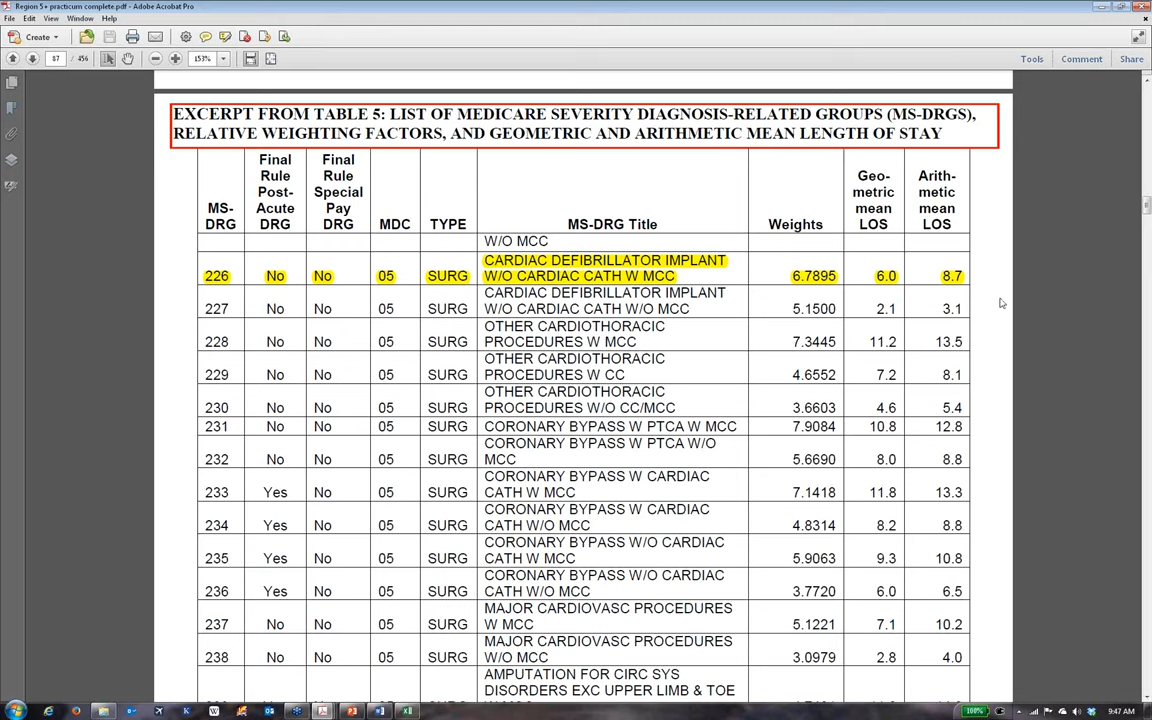 Region 5+ practicum complete.pdf - Adobe Acrobat Pro
File Edit View Window Help
Create
87 / 456 153% Tools Comment Share
EXCERPT FROM TABLE 5: LIST OF MEDICARE SEVERITY DIAGNOSIS-RELATED GROUPS (MS-DRGS),
RELATIVE WEIGHTING FACTORS, AND GEOMETRIC AND ARITHMETIC MEAN LENGTH OF STAY
MS-DRG Final Rule Post-Acute DRG Final Rule Special Pay DRG MDC TYPE MS-DRG Title Weights Geo-metric mean LOS Arith-metic mean LOS
W/O MCC
CARDIAC DEFIBRILLATOR IMPLANT
226 No No 05 SURG W/O CARDIAC CATH W MCC 6.7895 6.0 8.7
CARDIAC DEFIBRILLATOR IMPLANT
227 No No 05 SURG W/O CARDIAC CATH W/O MCC 5.1500 2.1 3.1
OTHER CARDIOTHORACIC
228 No No 05 SURG PROCEDURES W MCC 7.3445 11.2 13.5
OTHER CARDIOTHORACIC
229 No No 05 SURG PROCEDURES W CC 4.6552 7.2 8.1
OTHER CARDIOTHORACIC
230 No No 05 SURG PROCEDURES W/O CC/MCC 3.6603 4.6 5.4
231 No No 05 SURG CORONARY BYPASS W PTCA W MCC 7.9084 10.8 12.8
CORONARY BYPASS W PTCA W/O
232 No No 05 SURG MCC 5.6690 8.0 8.8
CORONARY BYPASS W CARDIAC
233 Yes No 05 SURG CATH W MCC 7.1418 11.8 13.3
CORONARY BYPASS W CARDIAC
234 Yes No 05 SURG CATH W/O MCC 4.8314 8.2 8.8
CORONARY BYPASS W/O CARDIAC
235 Yes No 05 SURG CATH W MCC 5.9063 9.3 10.8
CORONARY BYPASS W/O CARDIAC
236 Yes No 05 SURG CATH W/O MCC 3.7720 6.0 6.5
MAJOR CARDIOVASC PROCEDURES
237 No No 05 SURG W MCC 5.1221 7.1 10.2
MAJOR CARDIOVASC PROCEDURES
238 No No 05 SURG W/O MCC 3.0979 2.8 4.0
AMPUTATION FOR CIRC SYS
DISORDERS EXC UPPER LIMB & TOE
100% 9:47 AM